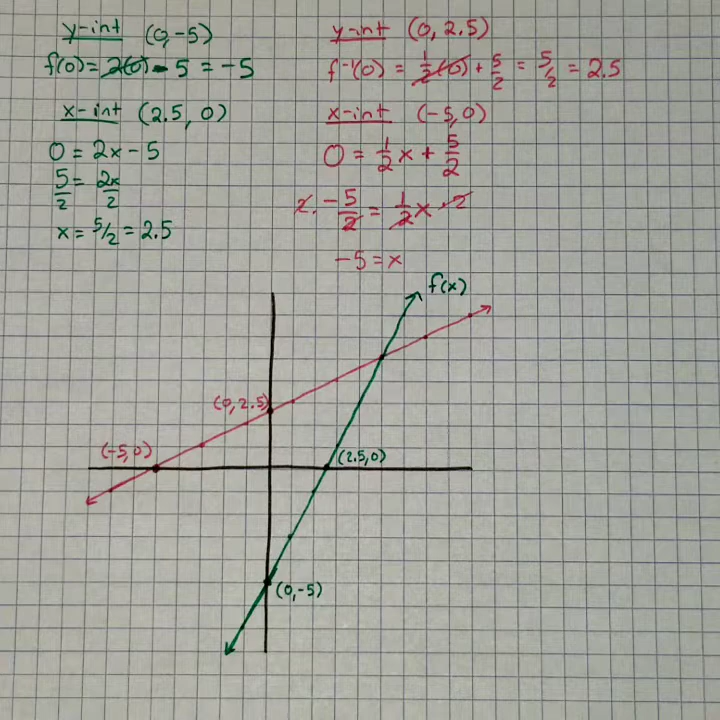 y-int (0,-5)
f(0) = 2(0) - 5 = -5
x-int (2.5, 0)
0 = 2x - 5
5/2 = 2x/2
x = 5/2 = 2.5
y-int (0, 2.5)
f⁻¹(0) = 1/2(0) + 5/2 = 5/2 = 2.5
x-int (-5,0)
0 = 1/2x + 5/2
2· -5/2 = 1/2x ·2
-5 = x
f(x)
(0,2.5)
(-5,0)
(2.5,0)
(0,-5)